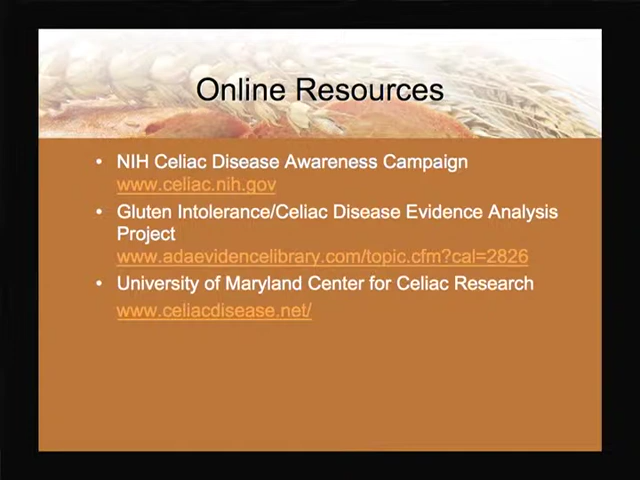 Online Resources
• NIH Celiac Disease Awareness Campaign
www.celiac.nih.gov
• Gluten Intolerance/Celiac Disease Evidence Analysis
Project
www.adaevidencelibrary.com/topic.cfm?cal=2826
• University of Maryland Center for Celiac Research
www.celiacdisease.net/